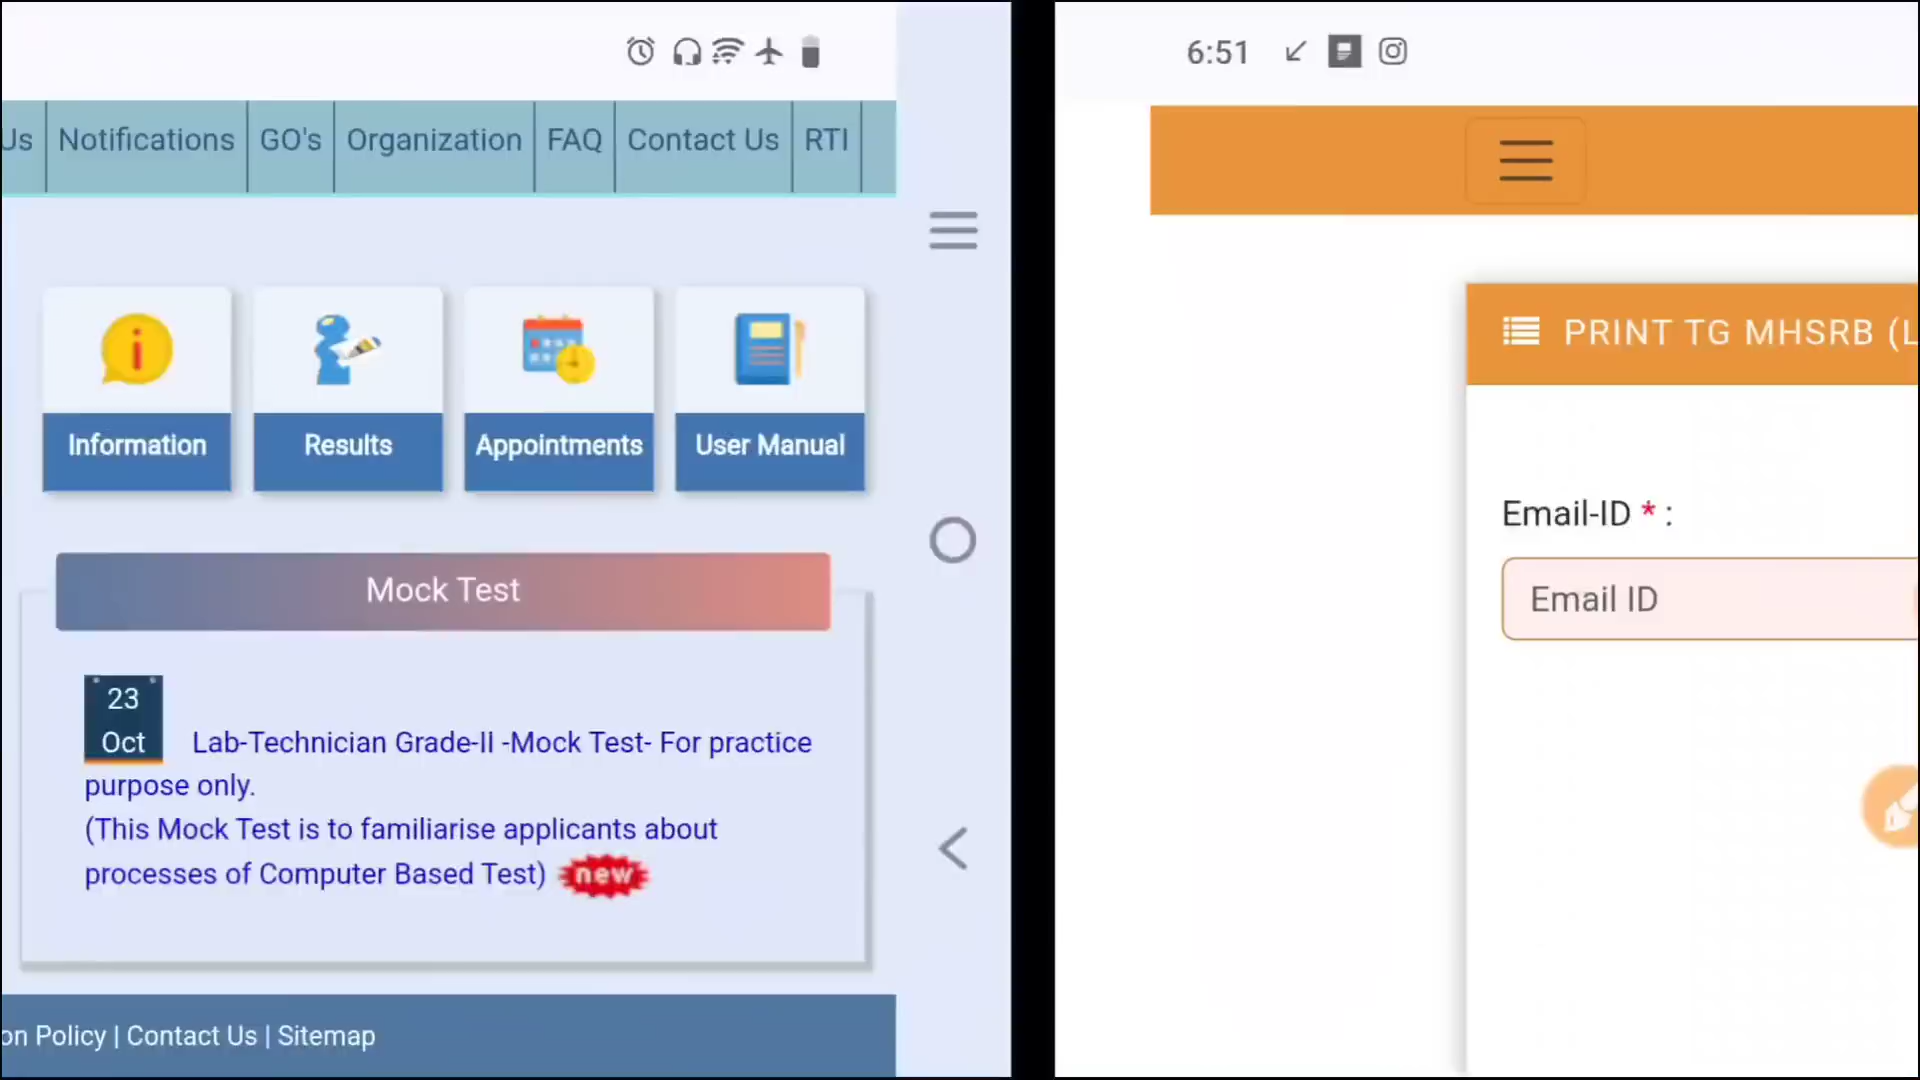 Us Notifications GO's Organization FAQ Contact Us RTI
Information Results Appointments User Manual
Mock Test
23
Oct
Lab-Technician Grade-II -Mock Test- For practice
purpose only.
(This Mock Test is to familiarise applicants about
processes of Computer Based Test) new
on Policy | Contact Us | Sitemap
6:51
PRINT TG MHSRB (L
Email-ID * :
Email ID